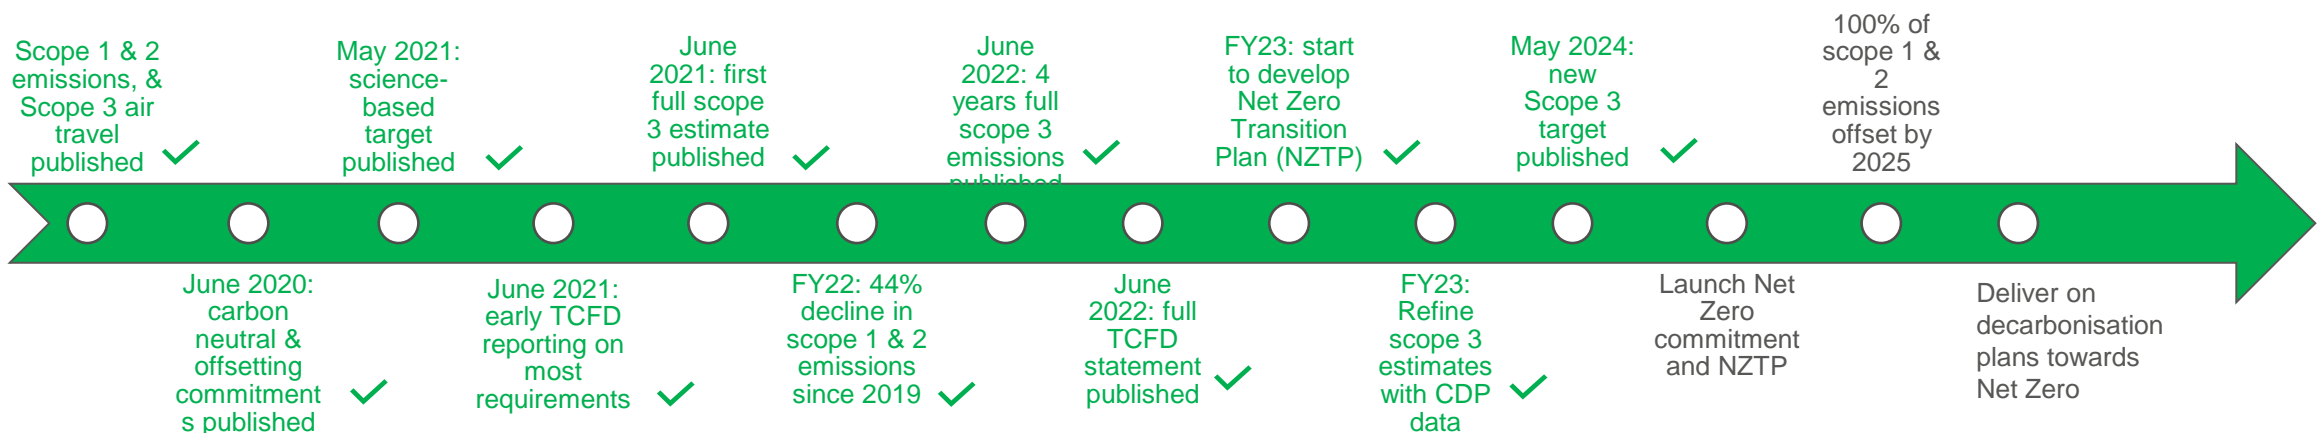 Scope 1 & 2
emissions, &
Scope 3 air
travel
published
June 2020:
carbon
neutral &
offsetting
commitment
s published
May 2021:
science-
based
target
published
June 2021:
early TCFD
reporting on
most
requirements
June
2021: first
full scope
3 estimate
published
FY22: 44%
decline in
scope 1 & 2
emissions
since 2019
June
2022: 4
years full
scope 3
emissions
published
June
2022: full
TCFD
statement
published
FY23: start
to develop
Net Zero
Transition
Plan (NZTP)
FY23:
Refine
scope 3
estimates
with CDP
data
May 2024:
new
Scope 3
target
published
Launch Net
Zero
commitment
and NZTP
100% of
scope 1 &
2
emissions
offset by
2025
Deliver on
decarbonisation
plans towards
Net Zero